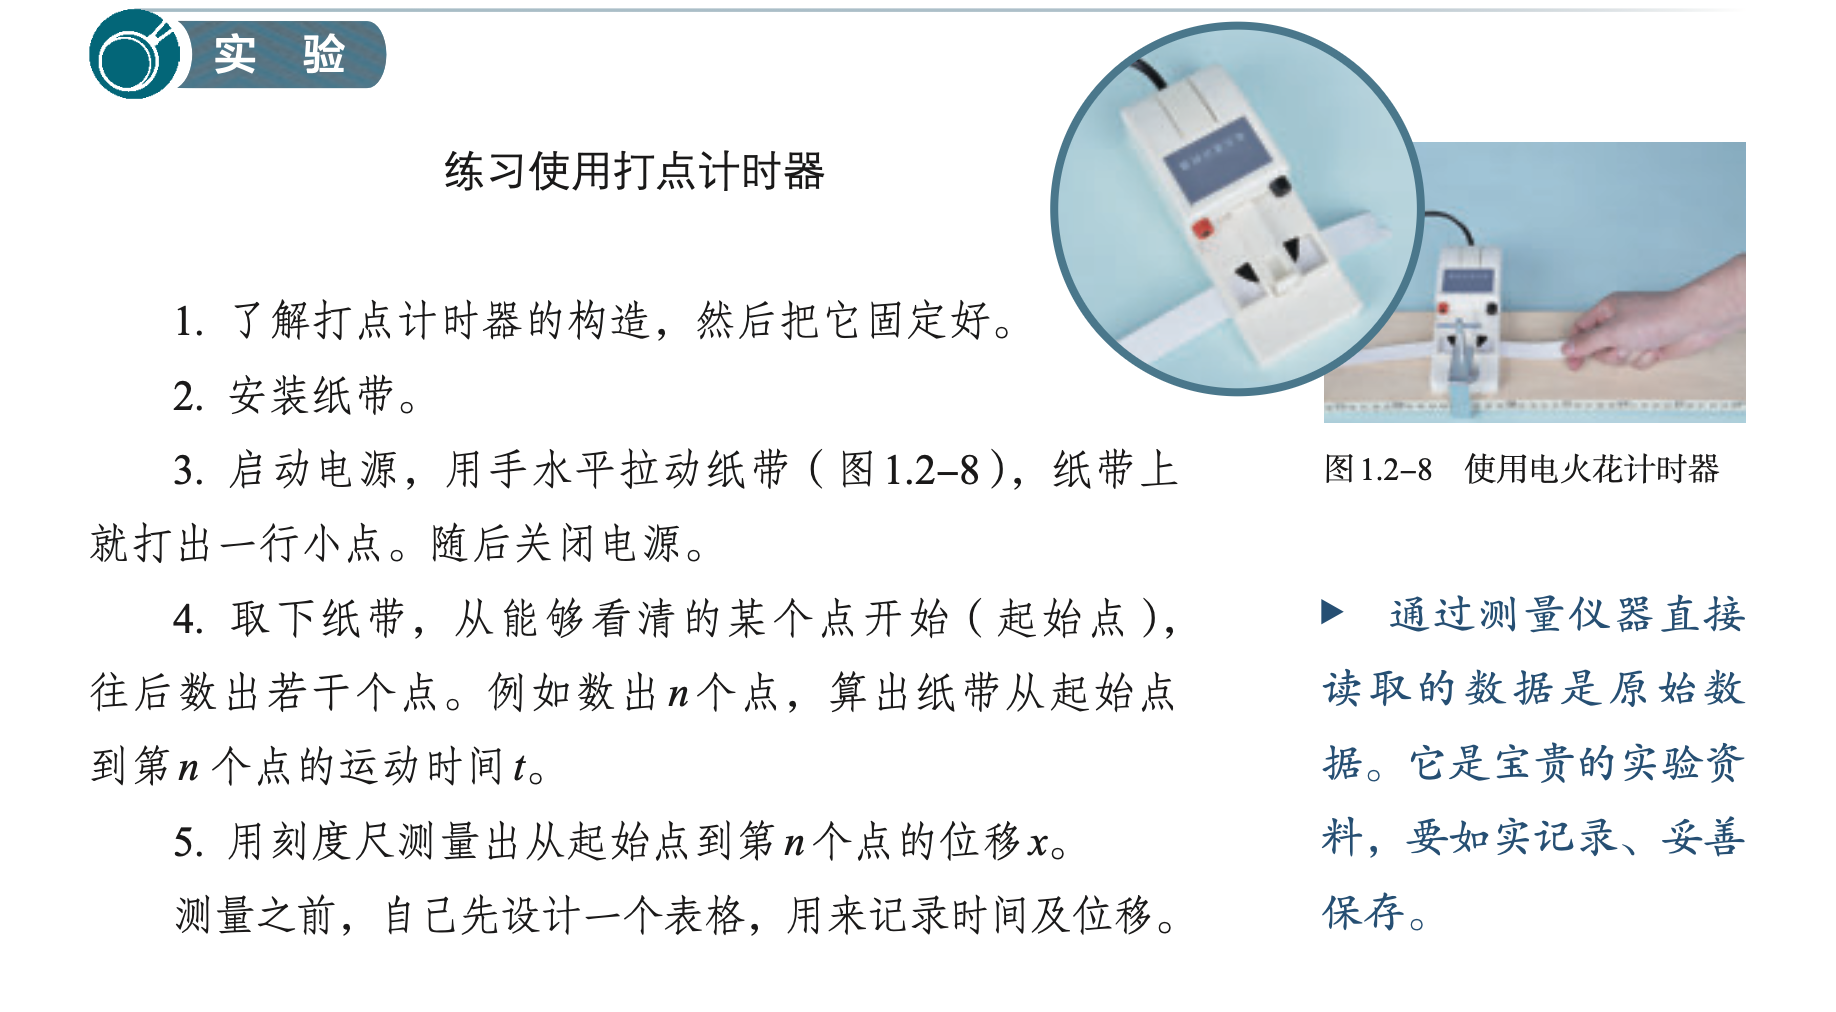 实 验
练习使用打点计时器
1. 了解打点计时器的构造，然后把它固定好。
2. 安装纸带。
3. 启动电源，用手水平拉动纸带（图1.2-8），纸带上
就打出一行小点。随后关闭电源。
4. 取下纸带，从能够看清的某个点开始（起始点），
往后数出若干个点。例如数出n个点，算出纸带从起始点
到第n个点的运动时间t。
5. 用刻度尺测量出从起始点到第n个点的位移x。
测量之前，自己先设计一个表格，用来记录时间及位移。
图1.2-8 使用电火花计时器
▶ 通过测量仪器直接
读取的数据是原始数
据。它是宝贵的实验资
料，要如实记录、妥善
保存。